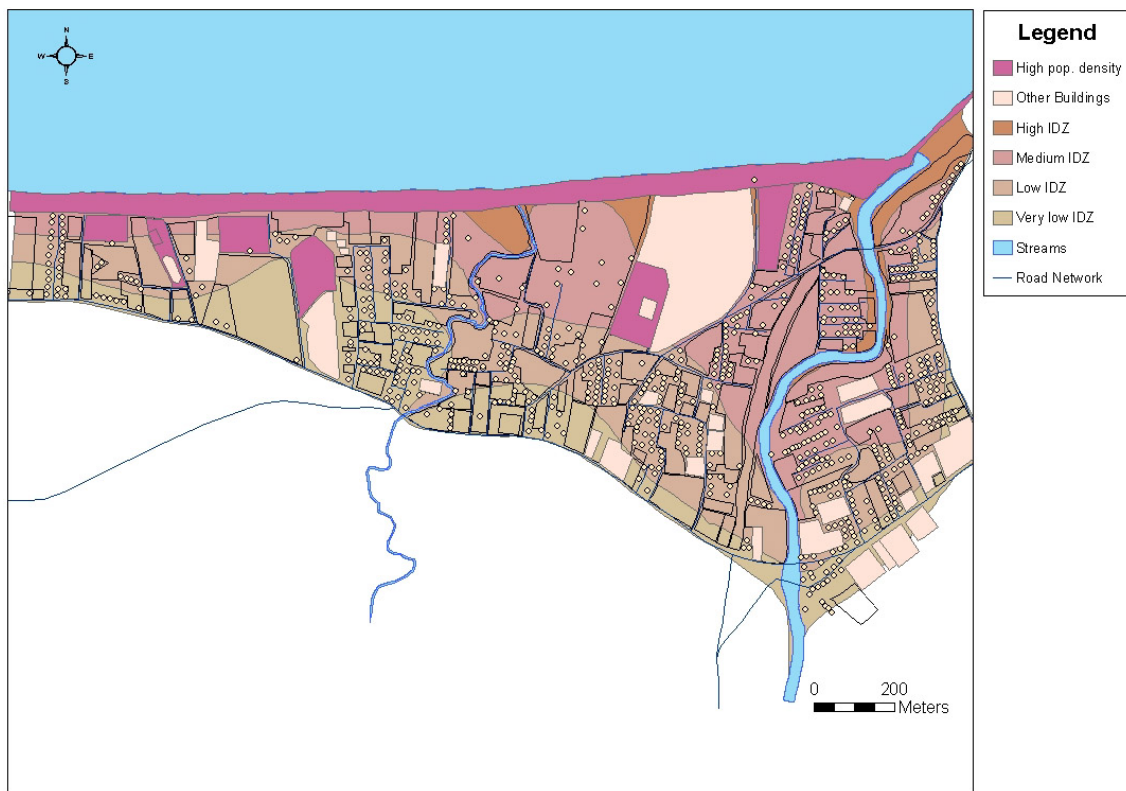 N
W E
S
Legend
High pop. density
Other Buildings
High IDZ
Medium IDZ
Low IDZ
Very low IDZ
Streams
Road Network
0 200
Meters